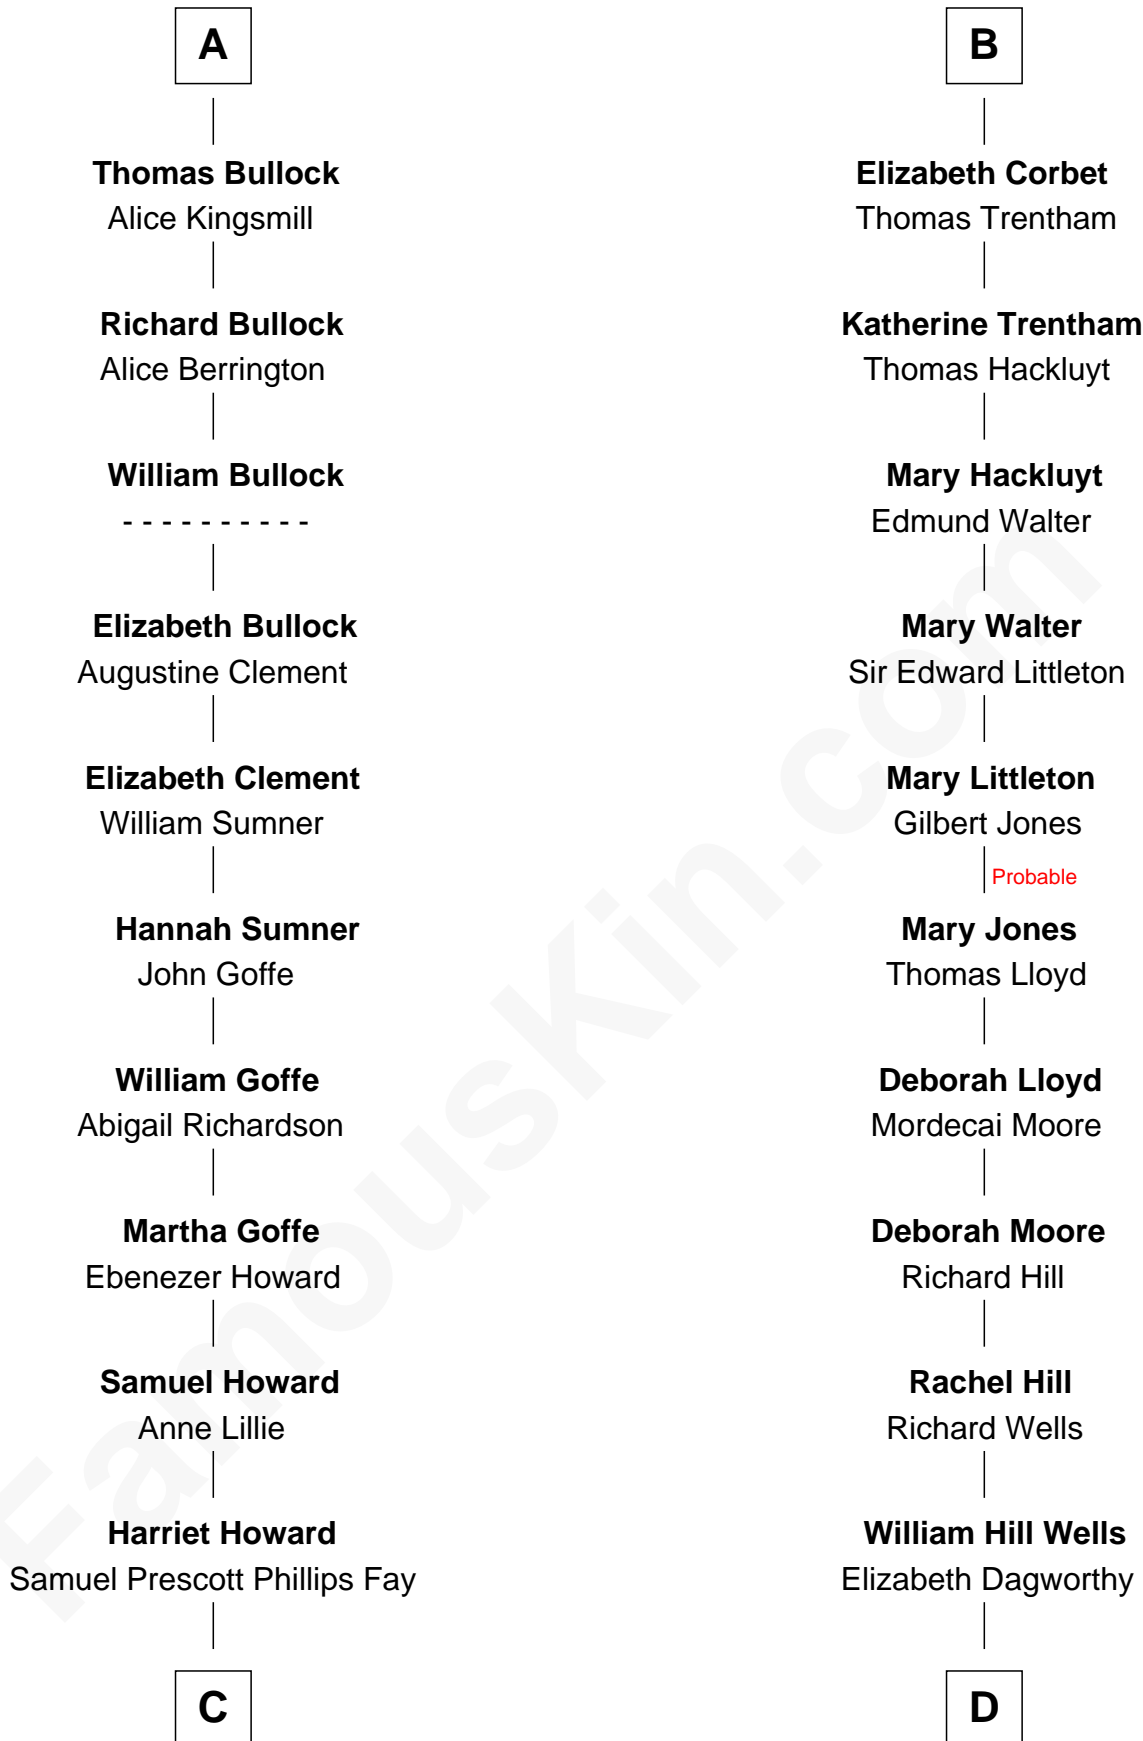 A
Thomas Bullock
Alice Kingsmill
Richard Bullock
Alice Berrington
William Bullock
- - - - - - - - - -
Elizabeth Bullock
Augustine Clement
Elizabeth Clement
William Sumner
Hannah Sumner
John Goffe
William Goffe
Abigail Richardson
Martha Goffe
Ebenezer Howard
Samuel Howard
Anne Lillie
Harriet Howard
Samuel Prescott Phillips Fay
C
B
Elizabeth Corbet
Thomas Trentham
Katherine Trentham
Thomas Hackluyt
Mary Hackluyt
Edmund Walter
Mary Walter
Sir Edward Littleton
Mary Littleton
Gilbert Jones
Probable
Mary Jones
Thomas Lloyd
Deborah Lloyd
Mordecai Moore
Deborah Moore
Richard Hill
Rachel Hill
Richard Wells
William Hill Wells
Elizabeth Dagworthy
D
FamousKin.com